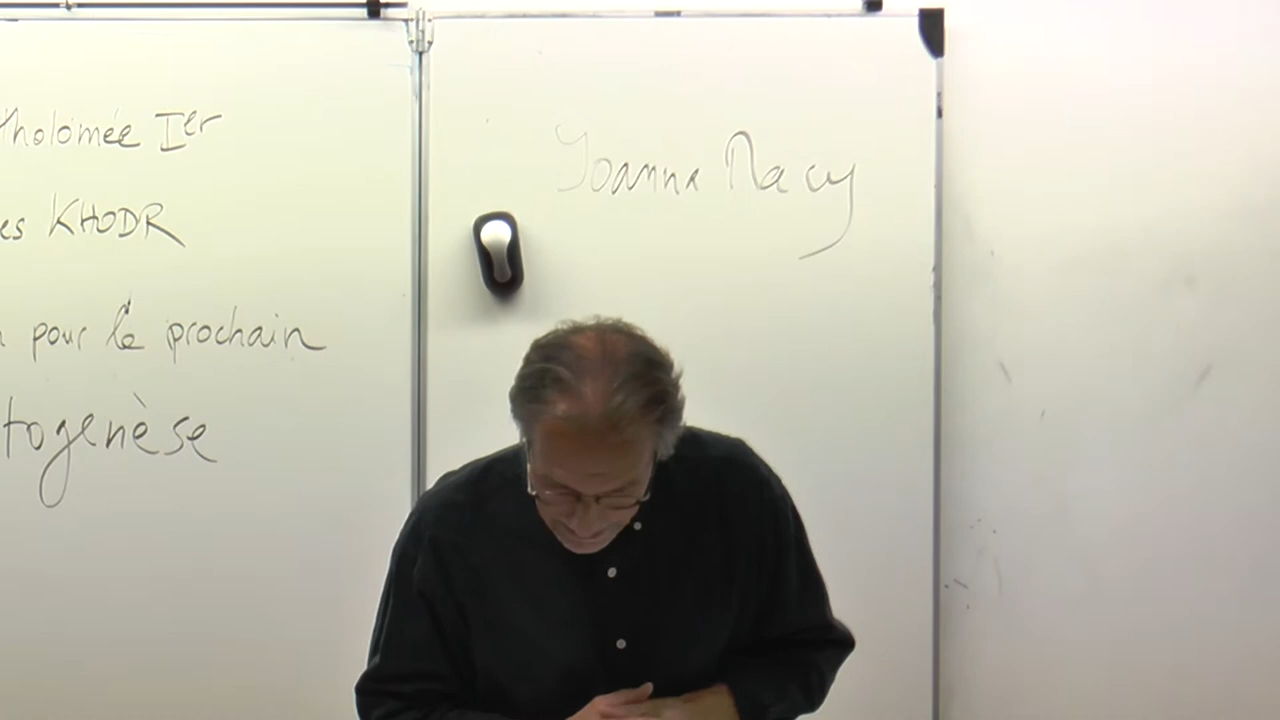 tholomée Ier
es KHODR
n pour le prochain
togenèse
Joanna Macy